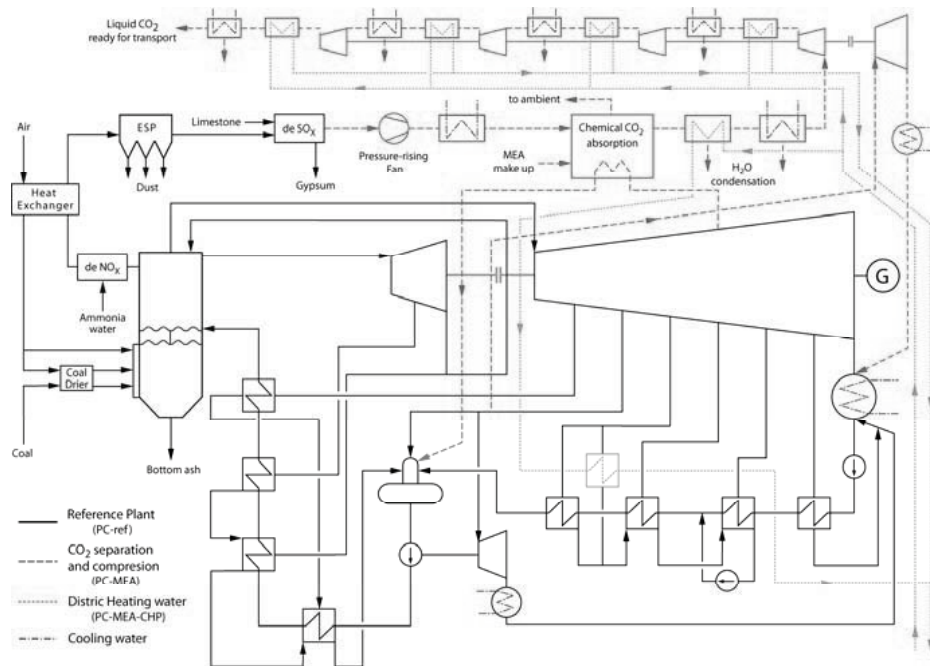 Liquid CO₂
ready for transport
to ambient
Air
ESP
Limestone
de SOₓ
Chemical CO₂
absorption
Pressure-rising
Fan
MEA
make up
Dust
Gypsum
H₂O
condensation
Heat
Exchanger
de NOₓ
G
Ammonia
water
Coal
Drier
Coal
Bottom ash
Reference Plant
(PC-ref)
CO₂ separation
and compresion
(PC-MEA)
Distric Heating water
(PC-MEA-CHP)
Cooling water